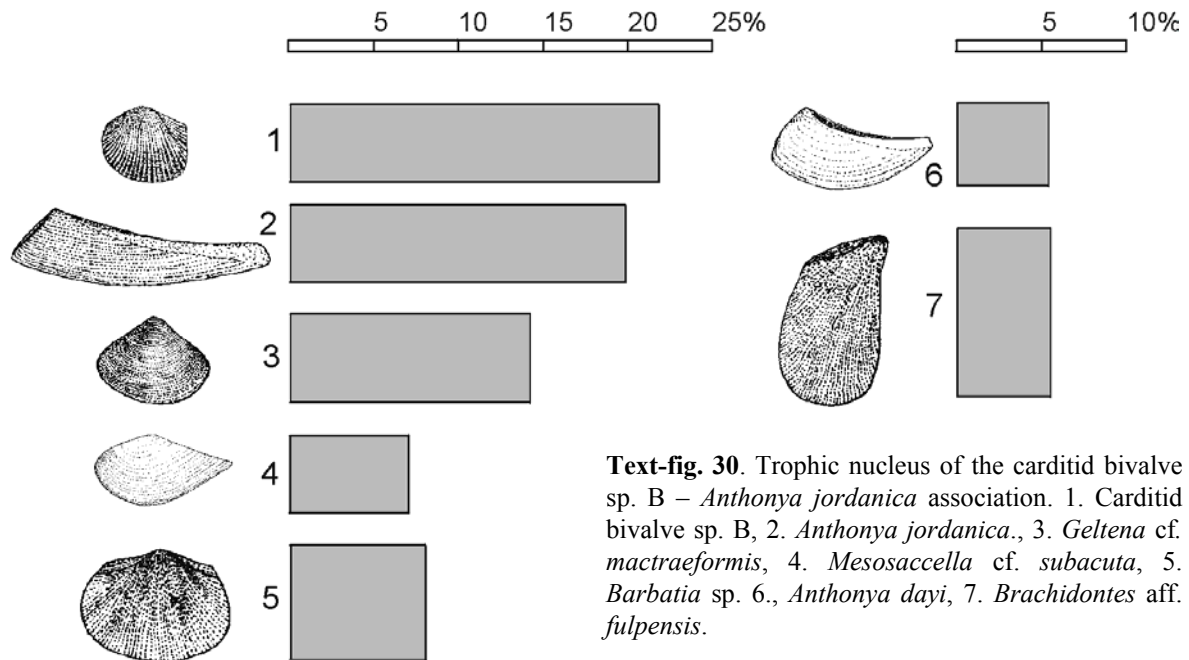 5 10 15 20 25%
5 10%
1
2
3
4
5
6
7
Text-fig. 30. Trophic nucleus of the carditid bivalve
sp. B – Anthonya jordanica association. 1. Carditid
bivalve sp. B, 2. Anthonya jordanica., 3. Geltena cf.
mactraeformis, 4. Mesosaccella cf. subacuta, 5.
Barbatia sp. 6., Anthonya dayi, 7. Brachidontes aff.
fulpensis.